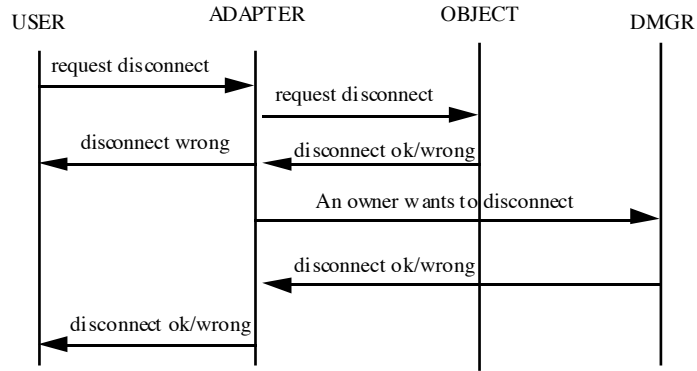 USER
ADAPTER
OBJECT
DMGR
request disconnect
request disconnect
disconnect wrong
disconnect ok/wrong
An owner wants to disconnect
disconnect ok/wrong
disconnect ok/wrong